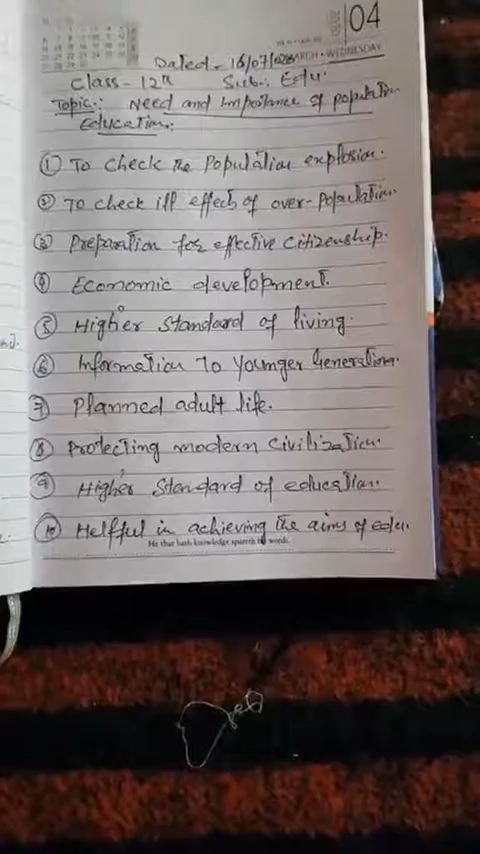 04
2020
MARCH • WEDNESDAY
Dated - 16/07/2020
Class - 12th Sub:. Edu.
Topic:. Need and Importance of population
Education:
① To check the Population explosion.
② To check ill effects of over-population.
③ Preparation for effective citizenship.
④ Economic development.
⑤ Higher Standard of living.
⑥ Information To Younger Generation.
⑦ Planned adult life.
⑧ Protecting modern civilization.
⑨ Higher Standard of education.
⑩ Helpful in achieving the aims of edu.
He that hath knowledge spareth his words.